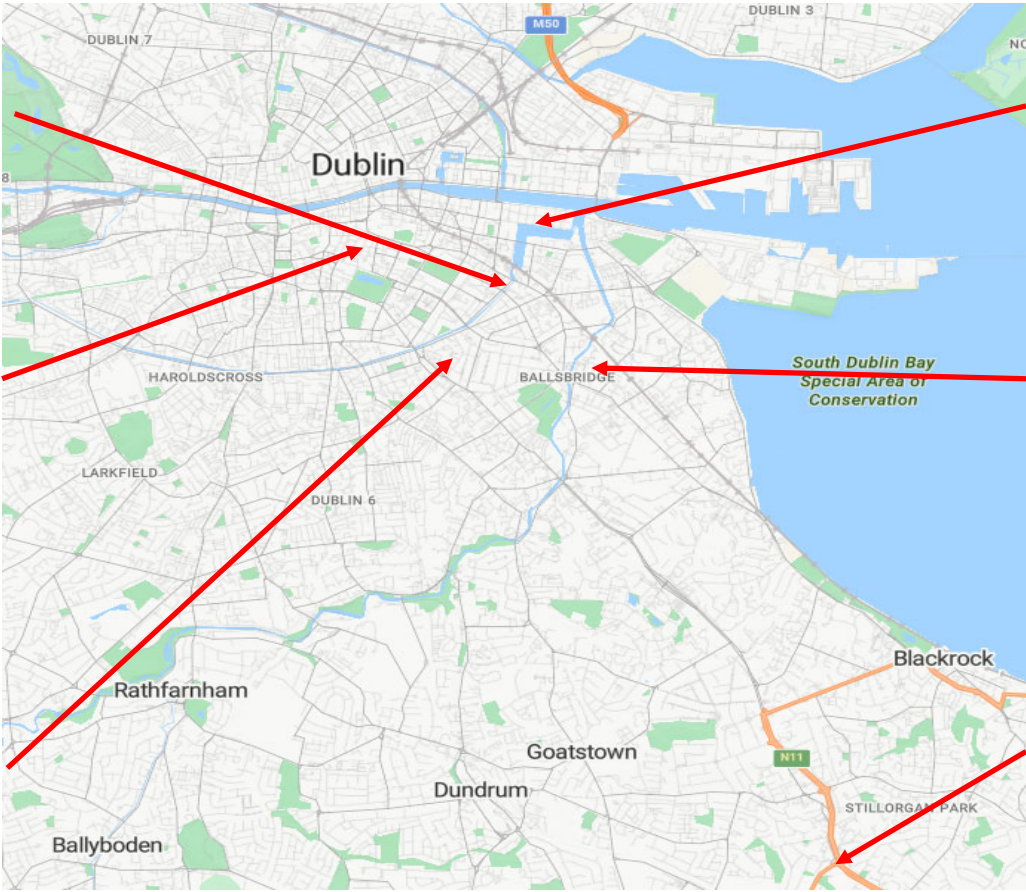 DUBLIN 3
M50
DUBLIN 7
NO
Dublin
8
South Dublin Bay
Special Area of
Conservation
HAROLDSCROSS
BALLSBRIDGE
LARKFIELD
DUBLIN 6
Blackrock
Rathfarnham
Goatstown
N11
Dundrum
STILLORGAN PARK
Ballyboden